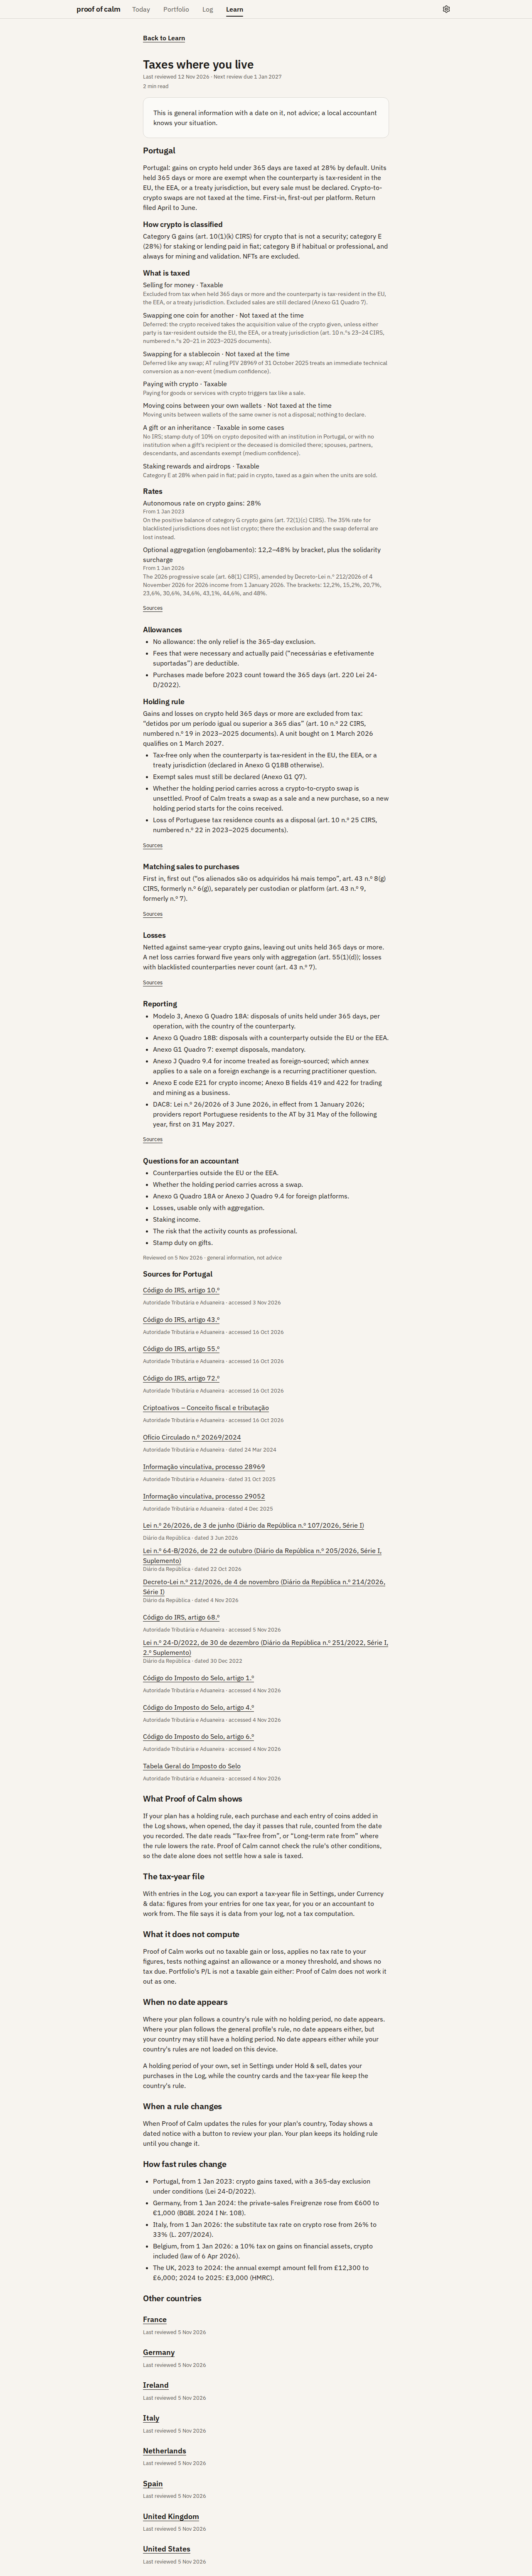 proof of calm Today Portfolio Log Learn
Back to Learn
Taxes where you live
Last reviewed 12 Nov 2026 · Next review due 1 Jan 2027
2 min read
This is general information with a date on it, not advice; a local accountant
knows your situation.
Portugal
Portugal: gains on crypto held under 365 days are taxed at 28% by default. Units
held 365 days or more are exempt when the counterparty is tax-resident in the
EU, the EEA, or a treaty jurisdiction, but every sale must be declared. Crypto-to-
crypto swaps are not taxed at the time. First-in, first-out per platform. Return
filed April to June.
How crypto is classified
Category G gains (art. 10(1)(k) CIRS) for crypto that is not a security; category E
(28%) for staking or lending paid in fiat; category B if habitual or professional, and
always for mining and validation. NFTs are excluded.
What is taxed
Selling for money · Taxable
Excluded from tax when held 365 days or more and the counterparty is tax-resident in the EU,
the EEA, or a treaty jurisdiction. Excluded sales are still declared (Anexo G1 Quadro 7).
Swapping one coin for another · Not taxed at the time
Deferred: the crypto received takes the acquisition value of the crypto given, unless either
party is tax-resident outside the EU, the EEA, or a treaty jurisdiction (art. 10 n.ºs 23–24 CIRS,
numbered n.ºs 20–21 in 2023–2025 documents).
Swapping for a stablecoin · Not taxed at the time
Deferred like any swap; AT ruling PIV 28969 of 31 October 2025 treats an immediate technical
conversion as a non-event (medium confidence).
Paying with crypto · Taxable
Paying for goods or services with crypto triggers tax like a sale.
Moving coins between your own wallets · Not taxed at the time
Moving units between wallets of the same owner is not a disposal; nothing to declare.
A gift or an inheritance · Taxable in some cases
No IRS; stamp duty of 10% on crypto deposited with an institution in Portugal, or with no
institution when a gift's recipient or the deceased is domiciled there; spouses, partners,
descendants, and ascendants exempt (medium confidence).
Staking rewards and airdrops · Taxable
Category E at 28% when paid in fiat; paid in crypto, taxed as a gain when the units are sold.
Rates
Autonomous rate on crypto gains: 28%
From 1 Jan 2023
On the positive balance of category G crypto gains (art. 72(1)(c) CIRS). The 35% rate for
blacklisted jurisdictions does not list crypto; there the exclusion and the swap deferral are
lost instead.
Optional aggregation (englobamento): 12,2–48% by bracket, plus the solidarity
surcharge
From 1 Jan 2026
The 2026 progressive scale (art. 68(1) CIRS), amended by Decreto-Lei n.º 212/2026 of 4
November 2026 for 2026 income from 1 January 2026. The brackets: 12,2%, 15,2%, 20,7%,
23,6%, 30,6%, 34,6%, 43,1%, 44,6%, and 48%.
Sources
Allowances
• No allowance: the only relief is the 365-day exclusion.
• Fees that were necessary and actually paid (“necessárias e efetivamente
suportadas”) are deductible.
• Purchases made before 2023 count toward the 365 days (art. 220 Lei 24-
D/2022).
Holding rule
Gains and losses on crypto held 365 days or more are excluded from tax:
“detidos por um período igual ou superior a 365 dias” (art. 10 n.º 22 CIRS,
numbered n.º 19 in 2023–2025 documents). A unit bought on 1 March 2026
qualifies on 1 March 2027.
• Tax-free only when the counterparty is tax-resident in the EU, the EEA, or a
treaty jurisdiction (declared in Anexo G Q18B otherwise).
• Exempt sales must still be declared (Anexo G1 Q7).
• Whether the holding period carries across a crypto-to-crypto swap is
unsettled. Proof of Calm treats a swap as a sale and a new purchase, so a new
holding period starts for the coins received.
• Loss of Portuguese tax residence counts as a disposal (art. 10 n.º 25 CIRS,
numbered n.º 22 in 2023–2025 documents).
Sources
Matching sales to purchases
First in, first out (“os alienados são os adquiridos há mais tempo”, art. 43 n.º 8(g)
CIRS, formerly n.º 6(g)), separately per custodian or platform (art. 43 n.º 9,
formerly n.º 7).
Sources
Losses
Netted against same-year crypto gains, leaving out units held 365 days or more.
A net loss carries forward five years only with aggregation (art. 55(1)(d)); losses
with blacklisted counterparties never count (art. 43 n.º 7).
Sources
Reporting
• Modelo 3, Anexo G Quadro 18A: disposals of units held under 365 days, per
operation, with the country of the counterparty.
• Anexo G Quadro 18B: disposals with a counterparty outside the EU or the EEA.
• Anexo G1 Quadro 7: exempt disposals, mandatory.
• Anexo J Quadro 9.4 for income treated as foreign-sourced; which annex
applies to a sale on a foreign exchange is a recurring practitioner question.
• Anexo E code E21 for crypto income; Anexo B fields 419 and 422 for trading
and mining as a business.
• DAC8: Lei n.º 26/2026 of 3 June 2026, in effect from 1 January 2026;
providers report Portuguese residents to the AT by 31 May of the following
year, first on 31 May 2027.
Sources
Questions for an accountant
• Counterparties outside the EU or the EEA.
• Whether the holding period carries across a swap.
• Anexo G Quadro 18A or Anexo J Quadro 9.4 for foreign platforms.
• Losses, usable only with aggregation.
• Staking income.
• The risk that the activity counts as professional.
• Stamp duty on gifts.
Reviewed on 5 Nov 2026 · general information, not advice
Sources for Portugal
Código do IRS, artigo 10.º
Autoridade Tributária e Aduaneira · accessed 3 Nov 2026
Código do IRS, artigo 43.º
Autoridade Tributária e Aduaneira · accessed 16 Oct 2026
Código do IRS, artigo 55.º
Autoridade Tributária e Aduaneira · accessed 16 Oct 2026
Código do IRS, artigo 72.º
Autoridade Tributária e Aduaneira · accessed 16 Oct 2026
Criptoativos – Conceito fiscal e tributação
Autoridade Tributária e Aduaneira · accessed 16 Oct 2026
Ofício Circulado n.º 20269/2024
Autoridade Tributária e Aduaneira · dated 24 Mar 2024
Informação vinculativa, processo 28969
Autoridade Tributária e Aduaneira · dated 31 Oct 2025
Informação vinculativa, processo 29052
Autoridade Tributária e Aduaneira · dated 4 Dec 2025
Lei n.º 26/2026, de 3 de junho (Diário da República n.º 107/2026, Série I)
Diário da República · dated 3 Jun 2026
Lei n.º 64-B/2026, de 22 de outubro (Diário da República n.º 205/2026, Série I,
Suplemento)
Diário da República · dated 22 Oct 2026
Decreto-Lei n.º 212/2026, de 4 de novembro (Diário da República n.º 214/2026,
Série I)
Diário da República · dated 4 Nov 2026
Código do IRS, artigo 68.º
Autoridade Tributária e Aduaneira · accessed 5 Nov 2026
Lei n.º 24-D/2022, de 30 de dezembro (Diário da República n.º 251/2022, Série I,
2.º Suplemento)
Diário da República · dated 30 Dec 2022
Código do Imposto do Selo, artigo 1.º
Autoridade Tributária e Aduaneira · accessed 4 Nov 2026
Código do Imposto do Selo, artigo 4.º
Autoridade Tributária e Aduaneira · accessed 4 Nov 2026
Código do Imposto do Selo, artigo 6.º
Autoridade Tributária e Aduaneira · accessed 4 Nov 2026
Tabela Geral do Imposto do Selo
Autoridade Tributária e Aduaneira · accessed 4 Nov 2026
What Proof of Calm shows
If your plan has a holding rule, each purchase and each entry of coins added in
the Log shows, when opened, the day it passes that rule, counted from the date
you recorded. The date reads “Tax-free from”, or “Long-term rate from” where
the rule lowers the rate. Proof of Calm cannot check the rule's other conditions,
so the date alone does not settle how a sale is taxed.
The tax-year file
With entries in the Log, you can export a tax-year file in Settings, under Currency
& data: figures from your entries for one tax year, for you or an accountant to
work from. The file says it is data from your log, not a tax computation.
What it does not compute
Proof of Calm works out no taxable gain or loss, applies no tax rate to your
figures, tests nothing against an allowance or a money threshold, and shows no
tax due. Portfolio's P/L is not a taxable gain either: Proof of Calm does not work it
out as one.
When no date appears
Where your plan follows a country's rule with no holding period, no date appears.
Where your plan follows the general profile's rule, no date appears either, but
your country may still have a holding period. No date appears either while your
country's rules are not loaded on this device.
A holding period of your own, set in Settings under Hold & sell, dates your
purchases in the Log, while the country cards and the tax-year file keep the
country's rule.
When a rule changes
When Proof of Calm updates the rules for your plan's country, Today shows a
dated notice with a button to review your plan. Your plan keeps its holding rule
until you change it.
How fast rules change
• Portugal, from 1 Jan 2023: crypto gains taxed, with a 365-day exclusion
under conditions (Lei 24-D/2022).
• Germany, from 1 Jan 2024: the private-sales Freigrenze rose from €600 to
€1,000 (BGBl. 2024 I Nr. 108).
• Italy, from 1 Jan 2026: the substitute tax rate on crypto rose from 26% to
33% (L. 207/2024).
• Belgium, from 1 Jan 2026: a 10% tax on gains on financial assets, crypto
included (law of 6 Apr 2026).
• The UK, 2023 to 2024: the annual exempt amount fell from £12,300 to
£6,000; 2024 to 2025: £3,000 (HMRC).
Other countries
France
Last reviewed 5 Nov 2026
Germany
Last reviewed 5 Nov 2026
Ireland
Last reviewed 5 Nov 2026
Italy
Last reviewed 5 Nov 2026
Netherlands
Last reviewed 5 Nov 2026
Spain
Last reviewed 5 Nov 2026
United Kingdom
Last reviewed 5 Nov 2026
United States
Last reviewed 5 Nov 2026